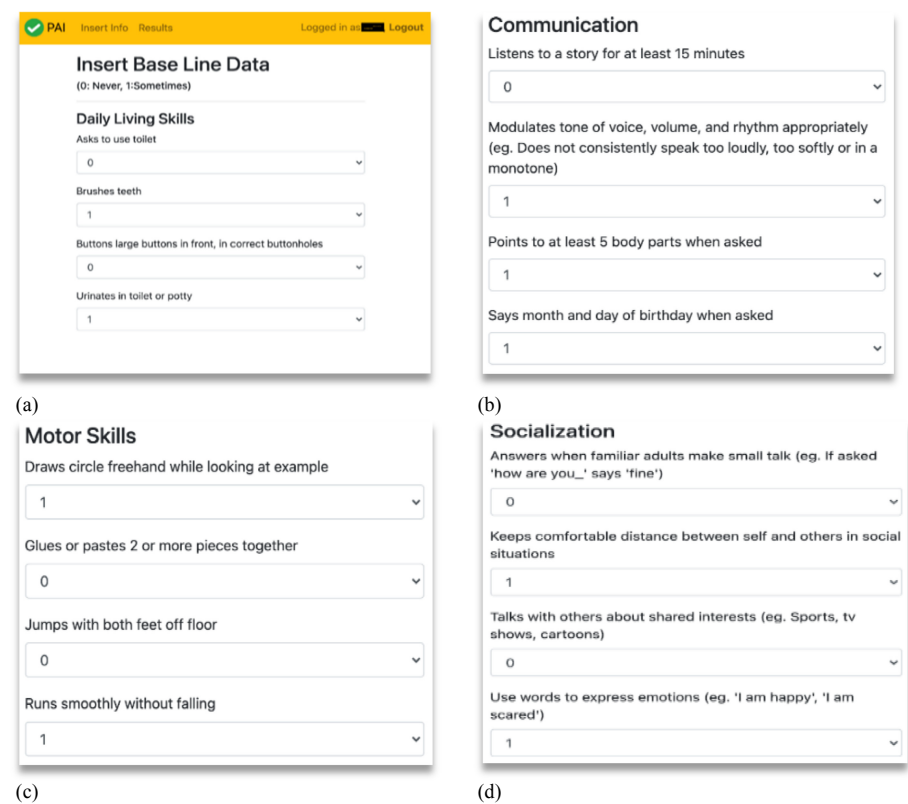 PAI Insert Info Results Logged in as Logout
Insert Base Line Data
(0: Never, 1:Sometimes)
Daily Living Skills
Asks to use toilet
0
Brushes teeth
1
Buttons large buttons in front, in correct buttonholes
0
Urinates in toilet or potty
1
(a)
Communication
Listens to a story for at least 15 minutes
0
Modulates tone of voice, volume, and rhythm appropriately
(eg. Does not consistently speak too loudly, too softly or in a
monotone)
1
Points to at least 5 body parts when asked
1
Says month and day of birthday when asked
1
(b)
Motor Skills
Draws circle freehand while looking at example
1
Glues or pastes 2 or more pieces together
0
Jumps with both feet off floor
0
Runs smoothly without falling
1
(c)
Socialization
Answers when familiar adults make small talk (eg. If asked
'how are you_' says 'fine')
0
Keeps comfortable distance between self and others in social
situations
1
Talks with others about shared interests (eg. Sports, tv
shows, cartoons)
0
Use words to express emotions (eg. 'I am happy', 'I am
scared')
1
(d)